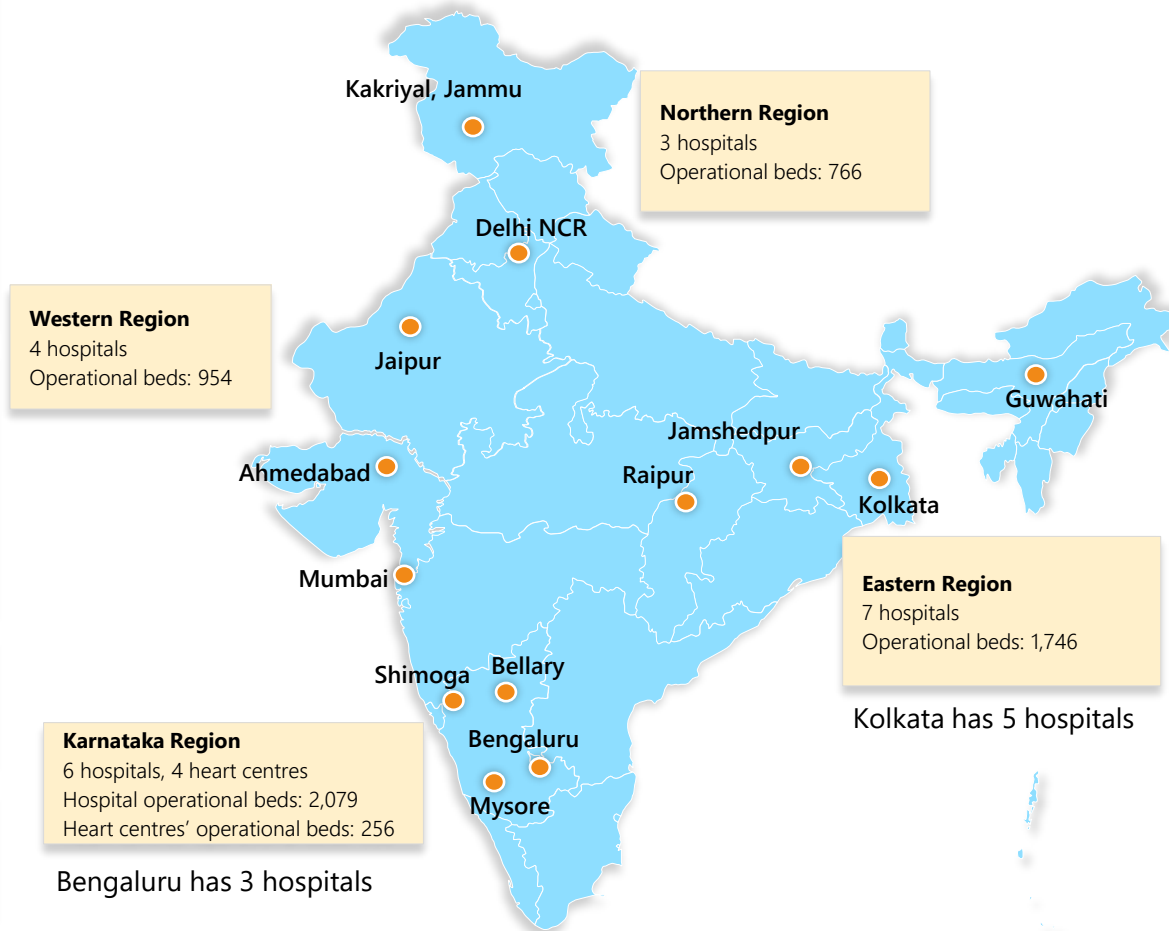 Kakriyal, Jammu
Northern Region
3 hospitals
Operational beds: 766
Delhi NCR
Western Region
4 hospitals
Operational beds: 954
Jaipur
Guwahati
Jamshedpur
Ahmedabad
Raipur
Kolkata
Mumbai
Eastern Region
7 hospitals
Operational beds: 1,746
Kolkata has 5 hospitals
Shimoga
Bellary
Bengaluru
Mysore
Karnataka Region
6 hospitals, 4 heart centres
Hospital operational beds: 2,079
Heart centres’ operational beds: 256
Bengaluru has 3 hospitals